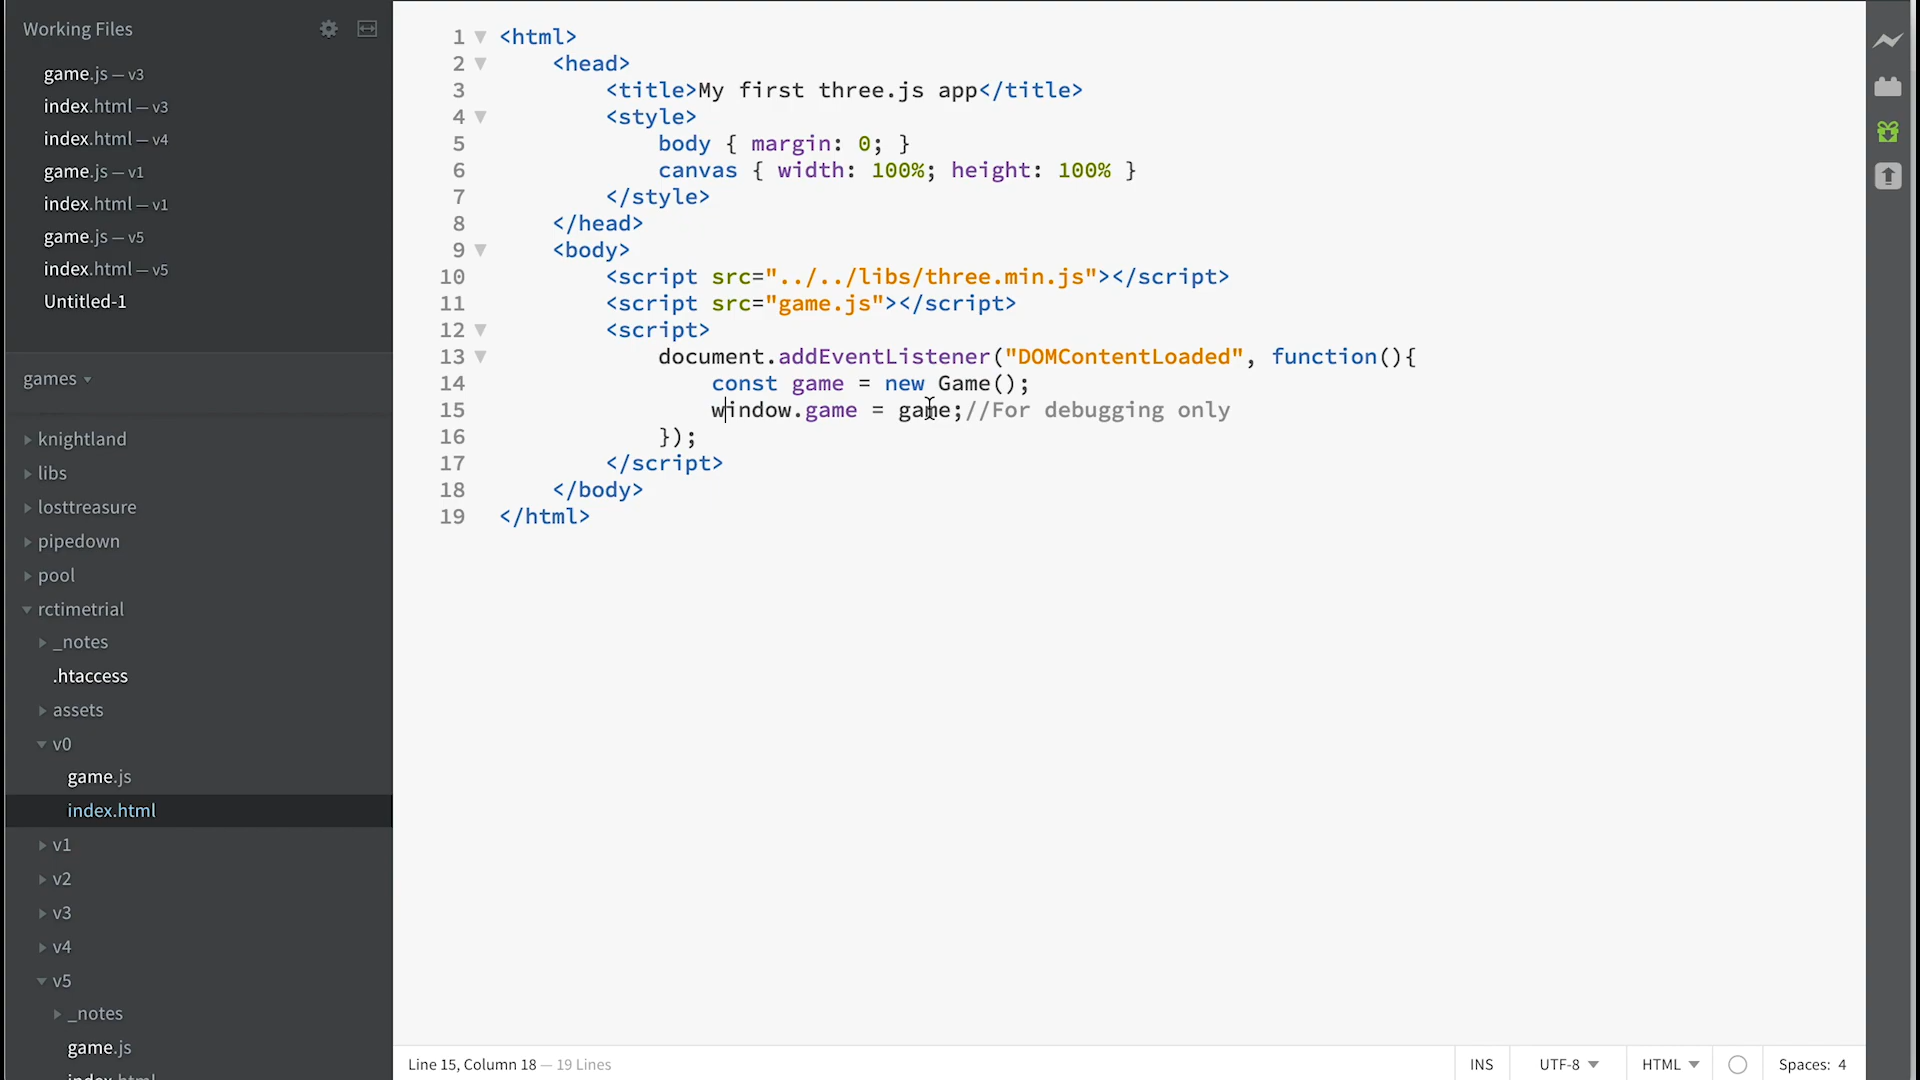 Working Files
game.js — v3
index.html — v3
index.html — v4
game.js — v1
index.html — v1
game.js — v5
index.html — v5
Untitled-1
games
knightland
libs
losttreasure
pipedown
pool
rctimetrial
_notes
.htaccess
assets
v0
game.js
index.html
v1
v2
v3
v4
v5
_notes
game.js
index.html
1 <html>
2 <head>
3 <title>My first three.js app</title>
4 <style>
5 body { margin: 0; }
6 canvas { width: 100%; height: 100% }
7 </style>
8 </head>
9 <body>
10 <script src="../../libs/three.min.js"></script>
11 <script src="game.js"></script>
12 <script>
13 document.addEventListener("DOMContentLoaded", function(){
14 const game = new Game();
15 window.game = game;//For debugging only
16 });
17 </script>
18 </body>
19 </html>
Line 15, Column 18 — 19 Lines
INS
UTF-8
HTML
Spaces: 4